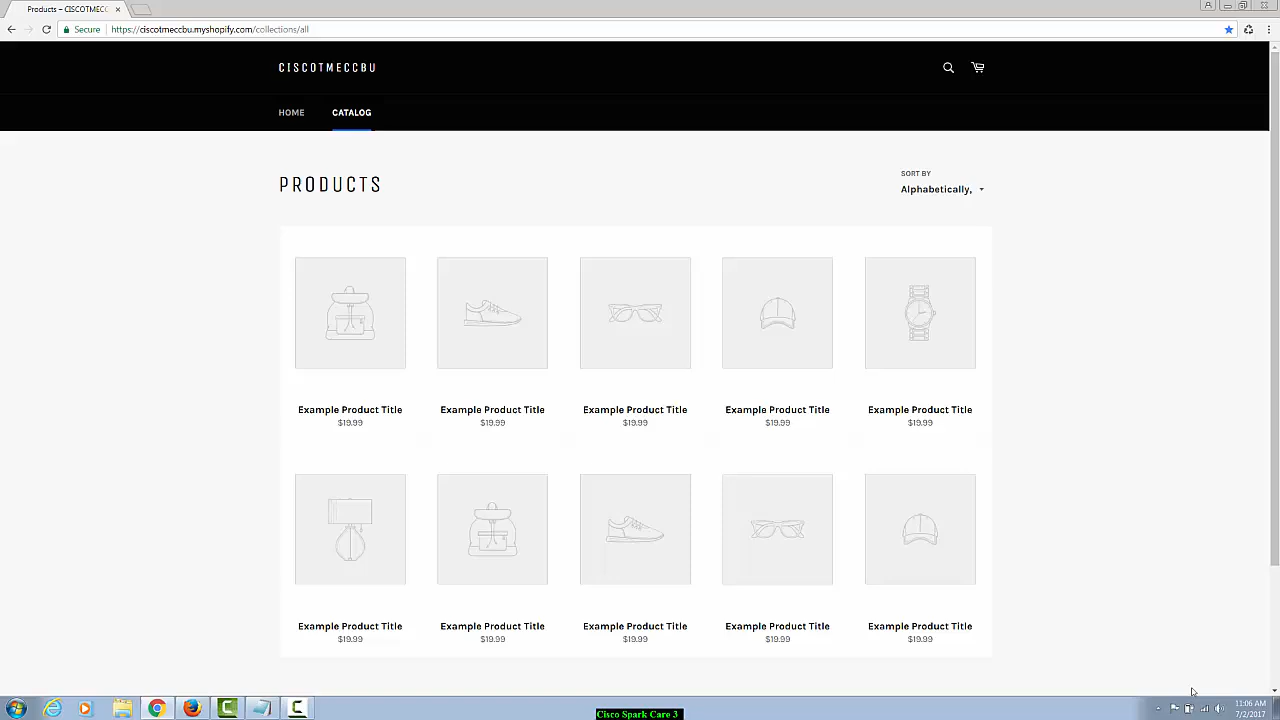 Products – CISCOTMECC
Secure
https://ciscotmeccbu.myshopify.com/collections/all
CISCOTMECCBU
HOME
CATALOG
PRODUCTS
SORT BY
Alphabetically,
Example Product Title
Example Product Title
Example Product Title
Example Product Title
Example Product Title
$19.99
$19.99
$19.99
$19.99
$19.99
Example Product Title
Example Product Title
Example Product Title
Example Product Title
Example Product Title
$19.99
$19.99
$19.99
$19.99
$19.99
Cisco Spark Care 3
11:06 AM
7/2/2017